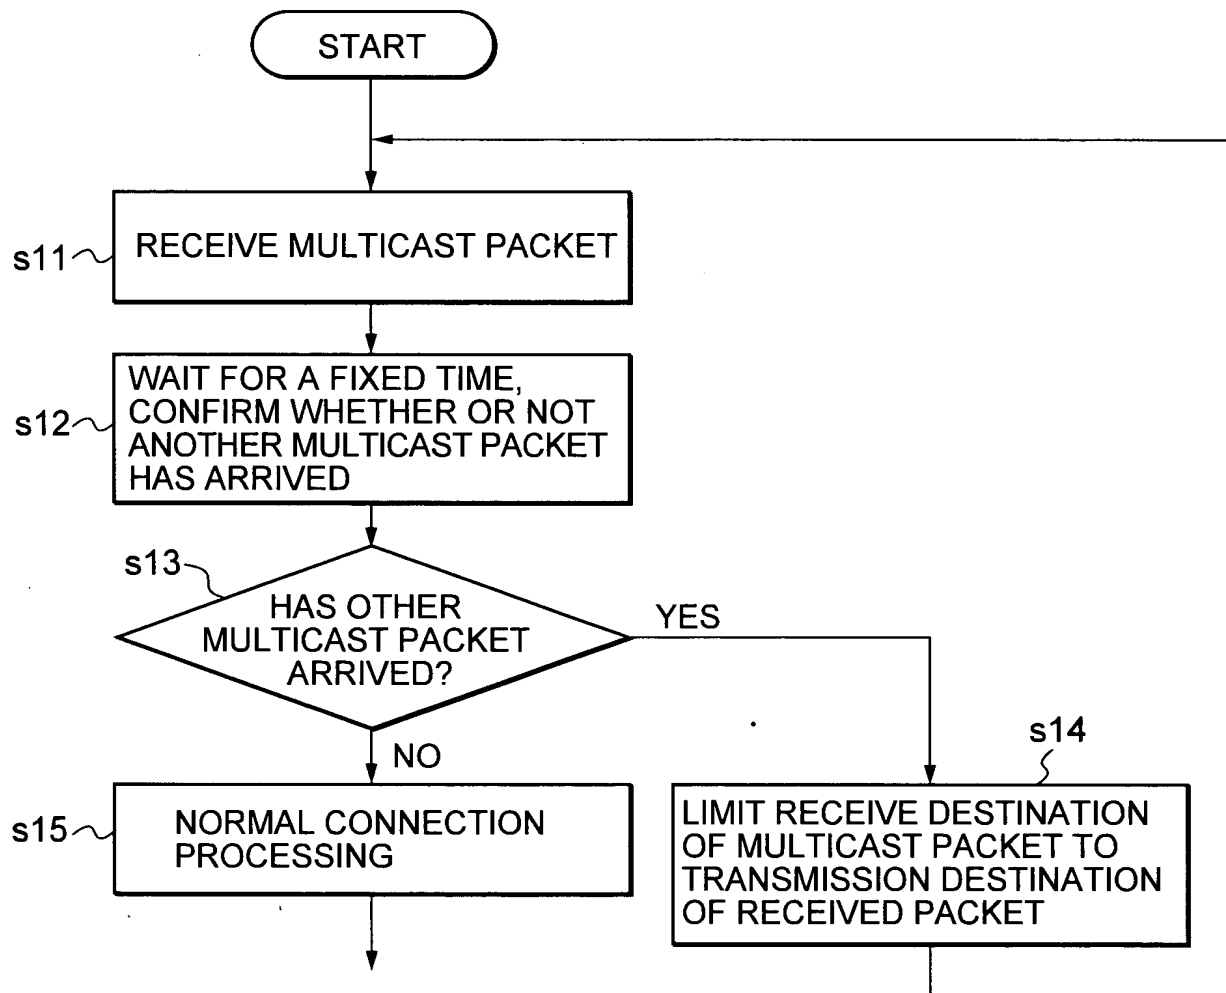 START
s11
RECEIVE MULTICAST PACKET
s12
WAIT FOR A FIXED TIME,
CONFIRM WHETHER OR NOT
ANOTHER MULTICAST PACKET
HAS ARRIVED
s13
HAS OTHER
MULTICAST PACKET
ARRIVED?
YES
NO
s14
LIMIT RECEIVE DESTINATION
OF MULTICAST PACKET TO
TRANSMISSION DESTINATION
OF RECEIVED PACKET
s15
NORMAL CONNECTION
PROCESSING